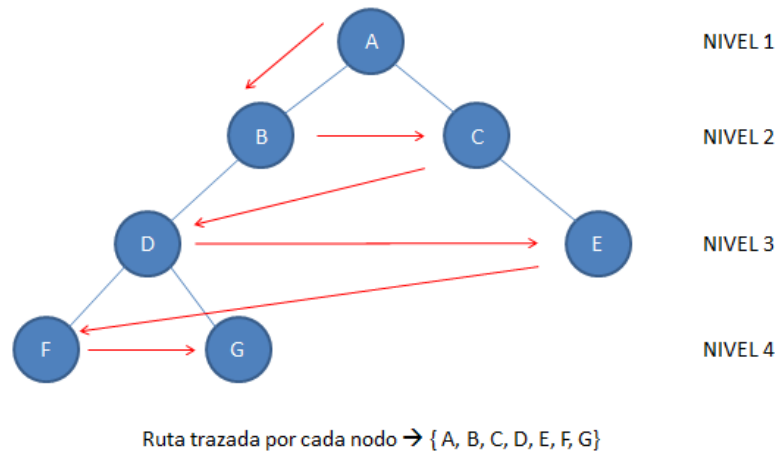 A NIVEL 1
B C NIVEL 2
D E NIVEL 3
F G NIVEL 4
Ruta trazada por cada nodo → { A, B, C, D, E, F, G}